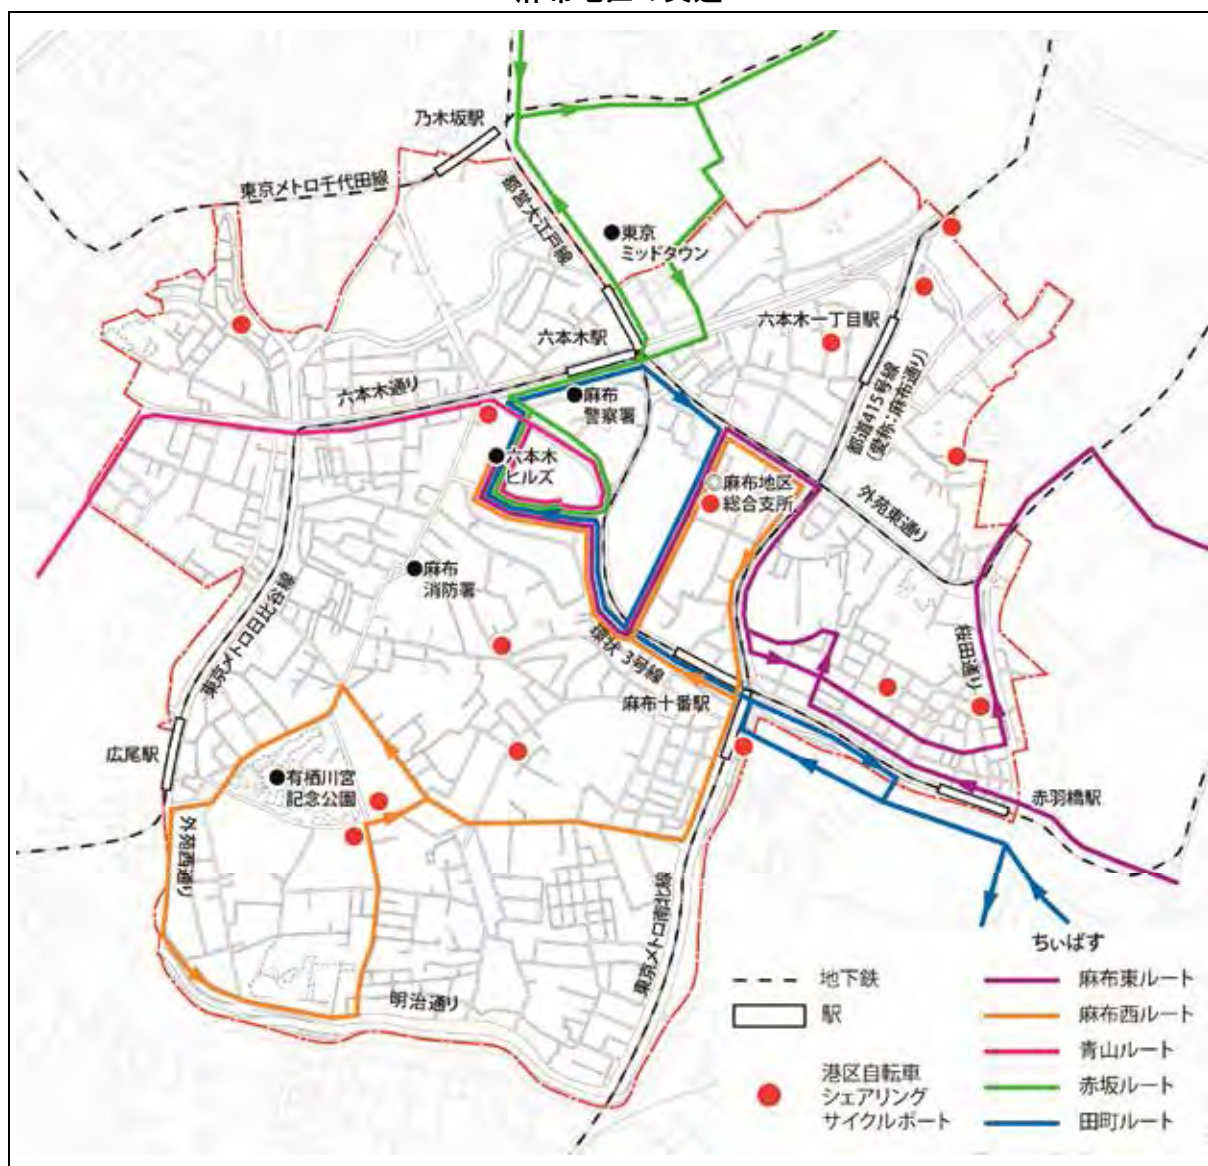 乃木坂駅
東京メトロ千代田線
都営大江戸線
東京
ミッドタウン
六本木駅
六本木一丁目駅
六本木通り
麻布
警察署
都道415号線
(愛称：麻布通り)
六本木
ヒルズ
麻布地区
総合支所
外苑東通り
麻布
消防署
東京メトロ日比谷線
環状3号線
桜田通り
麻布十番駅
広尾駅
有栖川宮
記念公園
赤羽橋駅
外苑西通り
東京メトロ南北線
明治通り
ちぃばす
地下鉄
駅
港区自転車
シェアリング
サイクルポート
麻布東ルート
麻布西ルート
青山ルート
赤坂ルート
田町ルート